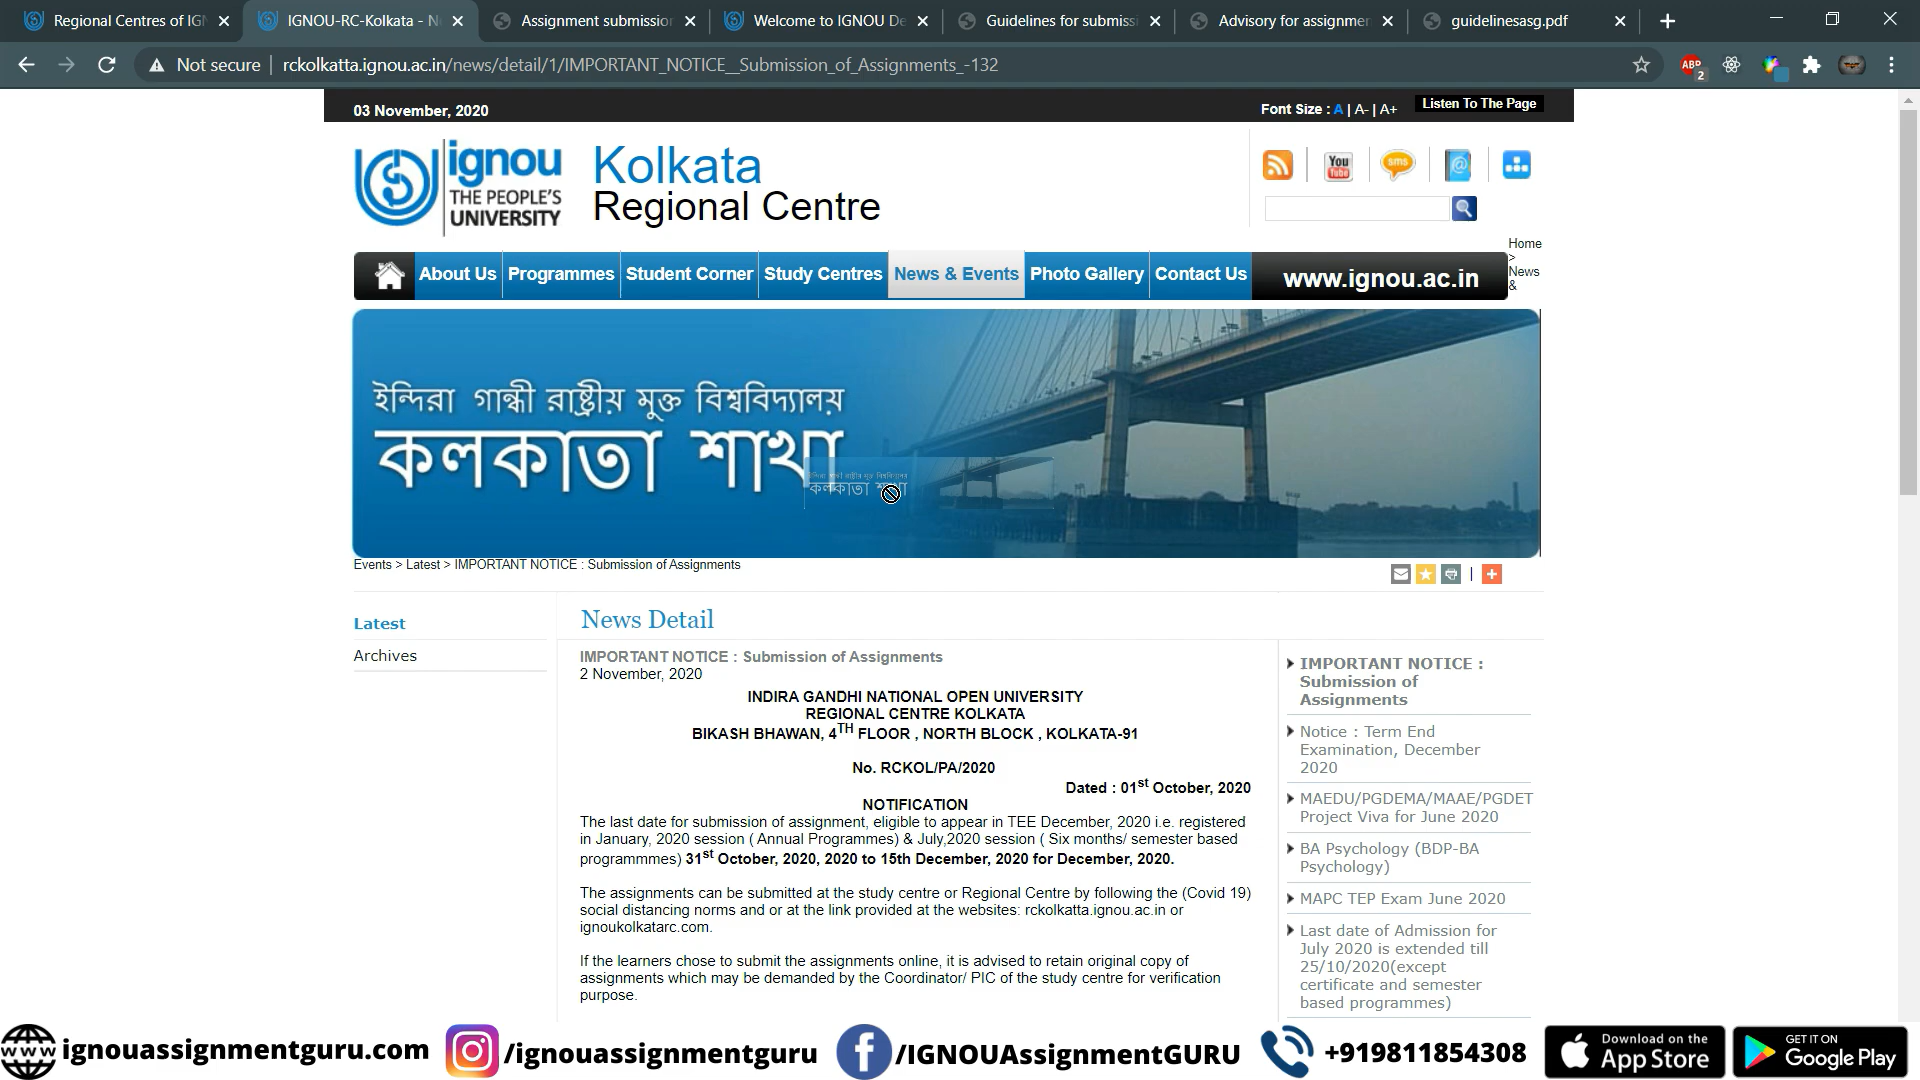 Regional Centres of IGN
IGNOU-RC-Kolkata - Ne
Assignment submission
Welcome to IGNOU De
Guidelines for submissi
Advisory for assignmen
guidelinesasg.pdf
Not secure
rckolkatta.ignou.ac.in/news/detail/1/IMPORTANT_NOTICE__Submission_of_Assignments_-132
ABP
2
03 November, 2020
Font Size : A | A- | A+
Listen To The Page
ignou
THE PEOPLE'S
UNIVERSITY
Kolkata
Regional Centre
You
Tube
sms
@
About Us
Programmes
Student Corner
Study Centres
News & Events
Photo Gallery
Contact Us
www.ignou.ac.in
Home
>
News
&
ইন্দিরা গান্ধী রাষ্ট্রীয় মুক্ত বিশ্ববিদ্যালয়
কলকাতা শাখা
ইন্দিরা গান্ধী রাষ্ট্রীয় মুক্ত বিশ্ববিদ্যালয়
কলকাতা শাখা
Events > Latest > IMPORTANT NOTICE : Submission of Assignments
Latest
Archives
News Detail
IMPORTANT NOTICE : Submission of Assignments
2 November, 2020
INDIRA GANDHI NATIONAL OPEN UNIVERSITY
REGIONAL CENTRE KOLKATA
BIKASH BHAWAN, 4TH FLOOR , NORTH BLOCK , KOLKATA-91
No. RCKOL/PA/2020
Dated : 01st October, 2020
NOTIFICATION
The last date for submission of assignment, eligible to appear in TEE December, 2020 i.e. registered
in January, 2020 session ( Annual Programmes) & July,2020 session ( Six months/ semester based
programmmes) 31st October, 2020, 2020 to 15th December, 2020 for December, 2020.
The assignments can be submitted at the study centre or Regional Centre by following the (Covid 19)
social distancing norms and or at the link provided at the websites: rckolkatta.ignou.ac.in or
ignoukolkatarc.com.
If the learners chose to submit the assignments online, it is advised to retain original copy of
assignments which may be demanded by the Coordinator/ PIC of the study centre for verification
purpose.
IMPORTANT NOTICE :
Submission of
Assignments
Notice : Term End
Examination, December
2020
MAEDU/PGDEMA/MAAE/PGDET
Project Viva for June 2020
BA Psychology (BDP-BA
Psychology)
MAPC TEP Exam June 2020
Last date of Admission for
July 2020 is extended till
25/10/2020(except
certificate and semester
based programmes)
www
ignouassignmentguru.com
/ignouassignmentguru
/IGNOUAssignmentGURU
+919811854308
Download on the
App Store
GET IT ON
Google Play